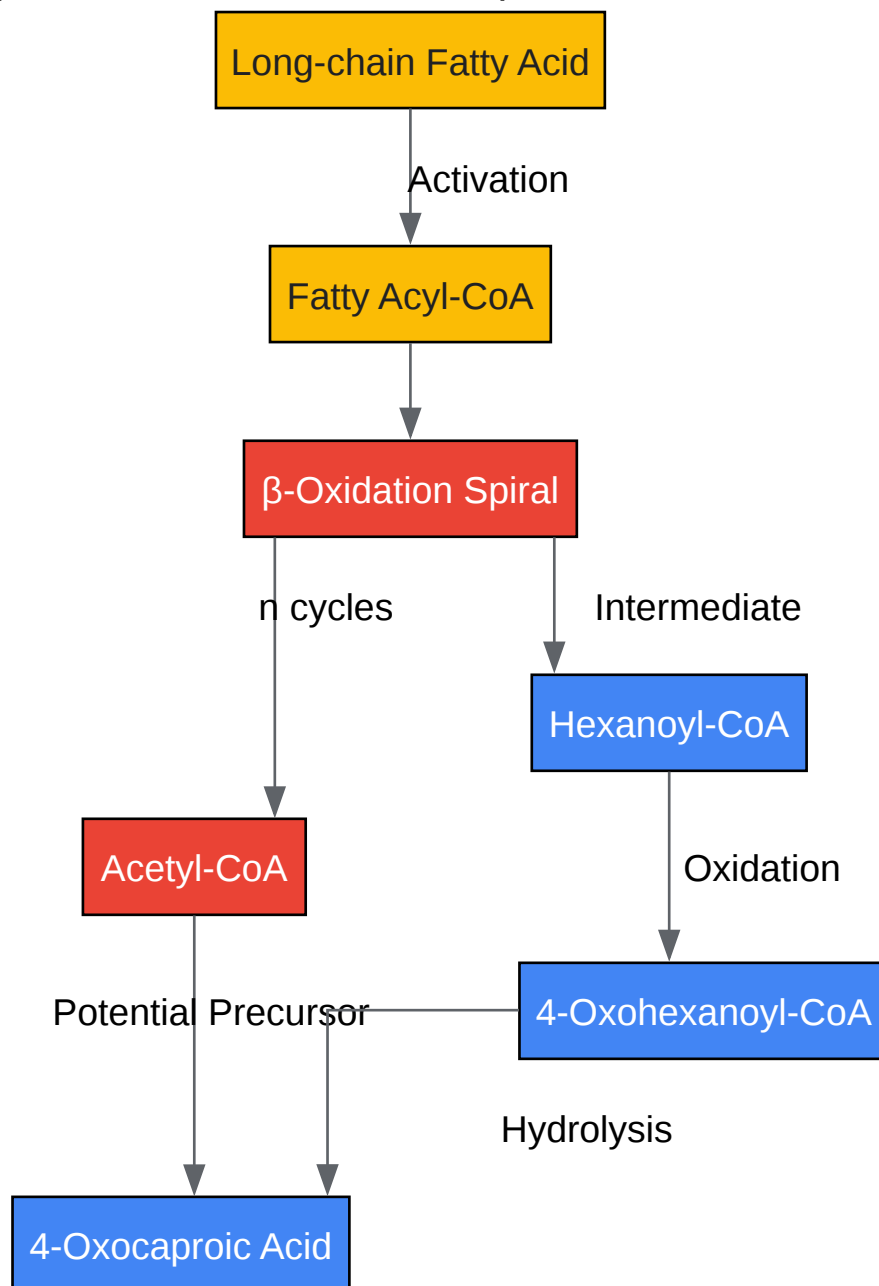 Long-chain Fatty Acid
Activation
Fatty Acyl-CoA
β-Oxidation Spiral
n cycles
Intermediate
Hexanoyl-CoA
Acetyl-CoA
Oxidation
Potential Precursor
4-Oxohexanoyl-CoA
Hydrolysis
4-Oxocaproic Acid